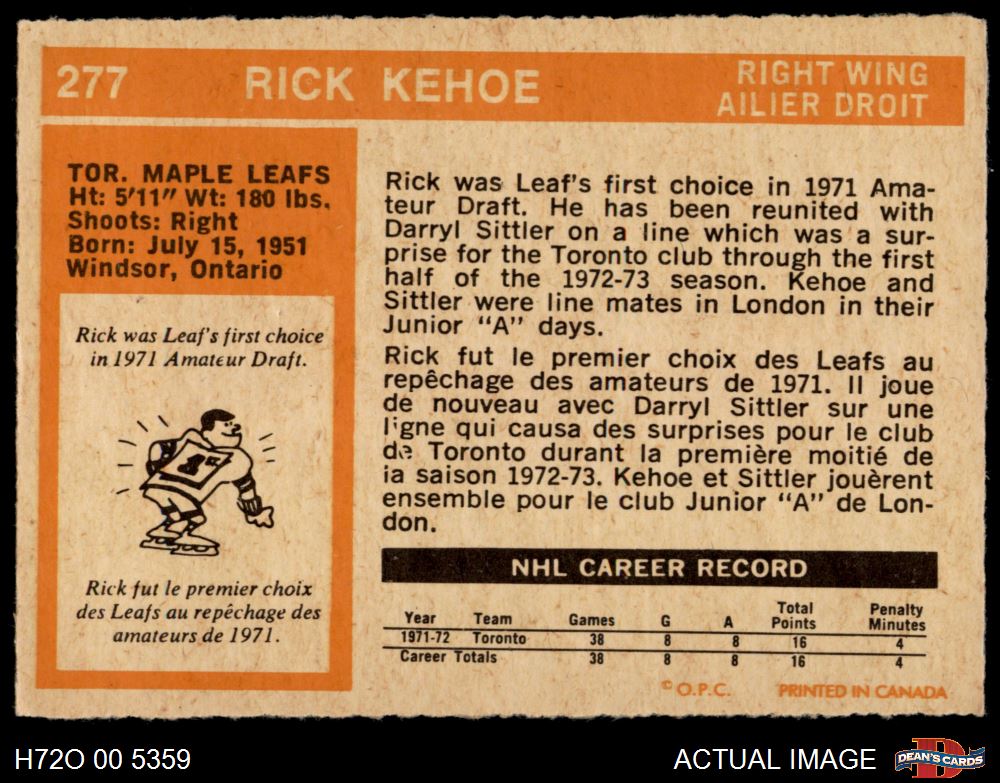 277 RICK KEHOE RIGHT WING
AILIER DROIT
TOR. MAPLE LEAFS
Ht: 5'11" Wt: 180 lbs.
Shoots: Right
Born: July 15, 1951
Windsor, Ontario
Rick was Leaf's first choice
in 1971 Amateur Draft.
1er
Rick fut le premier choix
des Leafs au repêchage des
amateurs de 1971.
Rick was Leaf's first choice in 1971 Ama-
teur Draft. He has been reunited with
Darryl Sittler on a line which was a sur-
prise for the Toronto club through the first
half of the 1972-73 season. Kehoe and
Sittler were line mates in London in their
Junior "A" days.
Rick fut le premier choix des Leafs au
repêchage des amateurs de 1971. Il joue
de nouveau avec Darryl Sittler sur une
ligne qui causa des surprises pour le club
de Toronto durant la première moitié de
la saison 1972-73. Kehoe et Sittler jouèrent
ensemble pour le club Junior "A" de Lon-
don.
NHL CAREER RECORD
Year Team Games G A Total Points Penalty Minutes
1971-72 Toronto 38 8 8 16 4
Career Totals 38 8 8 16 4
© O.P.C. PRINTED IN CANADA
H72O 00 5359 ACTUAL IMAGE D DEAN'S CARDS